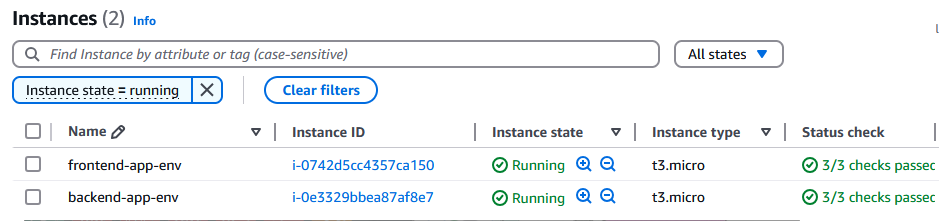 Instances (2) Info
Find Instance by attribute or tag (case-sensitive) All states
Instance state = running Clear filters
Name Instance ID Instance state Instance type Status check
frontend-app-env i-0742d5cc4357ca150 Running t3.micro 3/3 checks passed
backend-app-env i-0e3329bbea87af8e7 Running t3.micro 3/3 checks passed